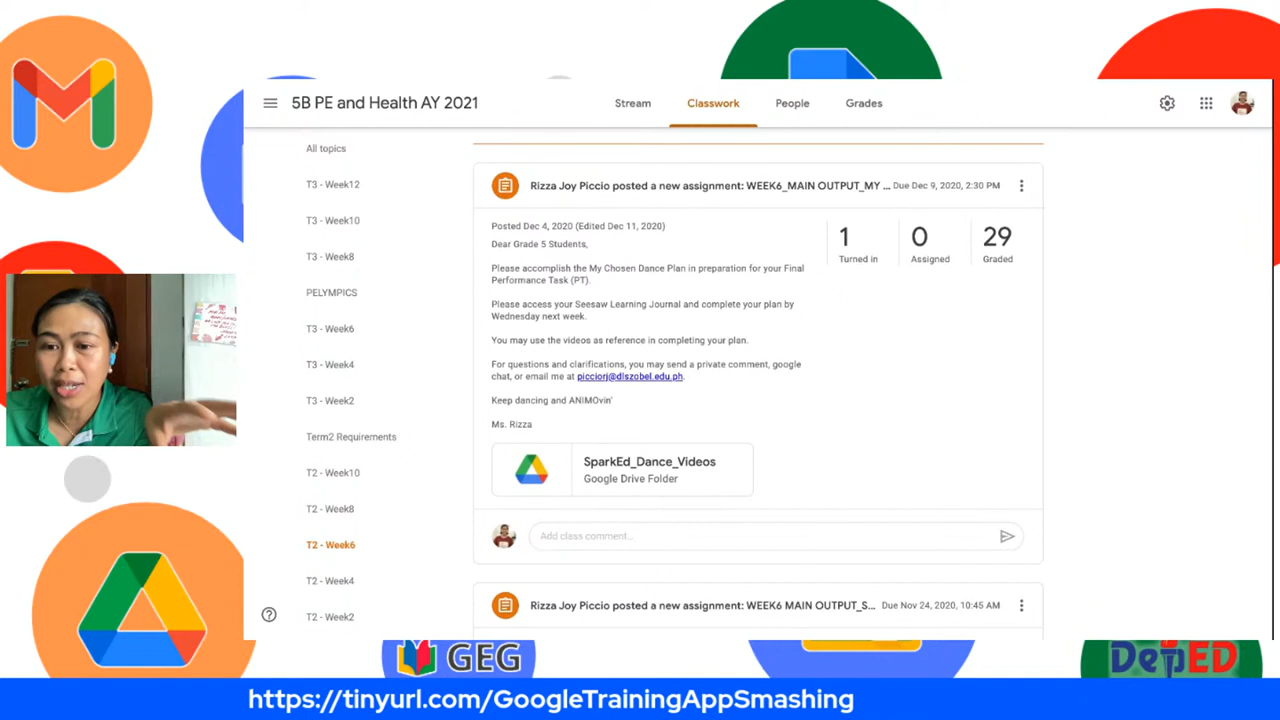 5B PE and Health AY 2021
Stream
Classwork
People
Grades
All topics
T3 - Week12
T3 - Week10
T3 - Week8
PELYMPICS
T3 - Week6
T3 - Week4
T3 - Week2
Term2 Requirements
T2 - Week10
T2 - Week8
T2 - Week6
T2 - Week4
T2 - Week2
Rizza Joy Piccio posted a new assignment: WEEK6_MAIN OUTPUT_MY ...
Due Dec 9, 2020, 2:30 PM
Posted Dec 4, 2020 (Edited Dec 11, 2020)
Dear Grade 5 Students,
Please accomplish the My Chosen Dance Plan in preparation for your Final
Performance Task (PT).
Please access your Seesaw Learning Journal and complete your plan by
Wednesday next week.
You may use the videos as reference in completing your plan.
For questions and clarifications, you may send a private comment, google
chat, or email me at picciorj@dlszobel.edu.ph.
Keep dancing and ANIMOvin'
Ms. Rizza
1
Turned in
0
Assigned
29
Graded
SparkEd_Dance_Videos
Google Drive Folder
Add class comment...
Rizza Joy Piccio posted a new assignment: WEEK6 MAIN OUTPUT_S...
Due Nov 24, 2020, 10:45 AM
GEG
DepED
https://tinyurl.com/GoogleTrainingAppSmashing